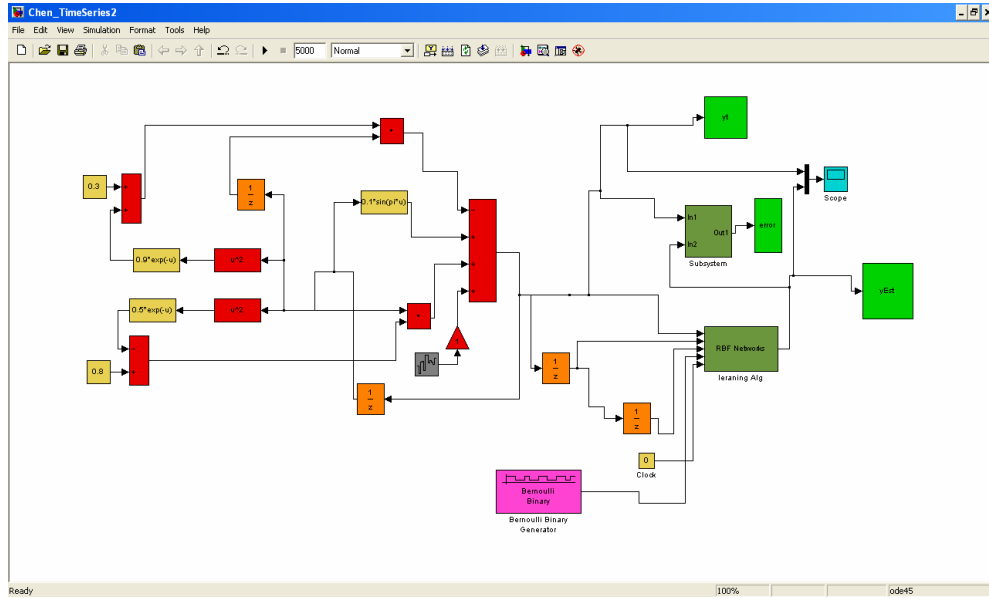 Chen_TimeSeries2
File Edit View Simulation Format Tools Help
5000 Normal
yt
0.3
1
z
0.1*sin(pi*u)
Scope
In1
Out1
In2
Subsystem
error
0.9*exp(-u)
u^2
yEst
0.5*exp(-u)
u^2
RBF Networks
leraning Alg
0.8
1
z
1
z
1
z
0
Clock
Bernoulli
Binary
Bernoulli Binary
Generator
Ready 100% ode45